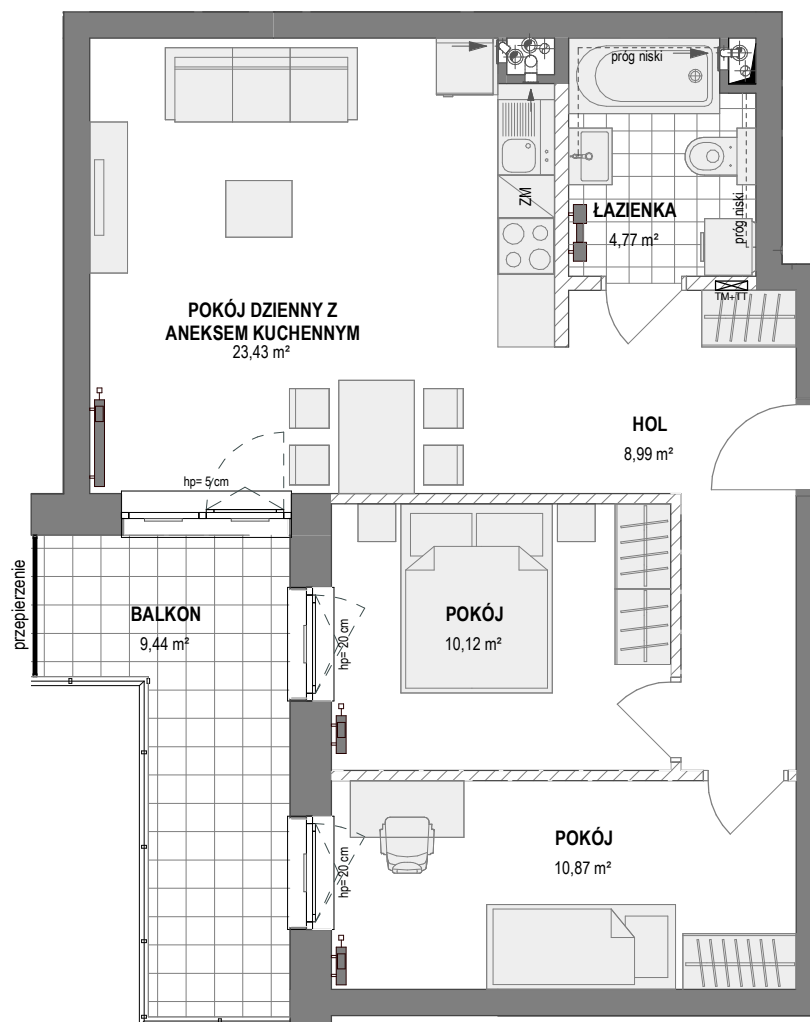 próg niski
ZM
ŁAZIENKA
4,77 m²
próg niski
TM+TT
POKÓJ DZIENNY Z
ANEKSEM KUCHENNYM
23,43 m²
HOL
8,99 m²
hp= 5 cm
przepierzenie
BALKON
9,44 m²
hp= 20 cm
POKÓJ
10,12 m²
hp= 20 cm
POKÓJ
10,87 m²